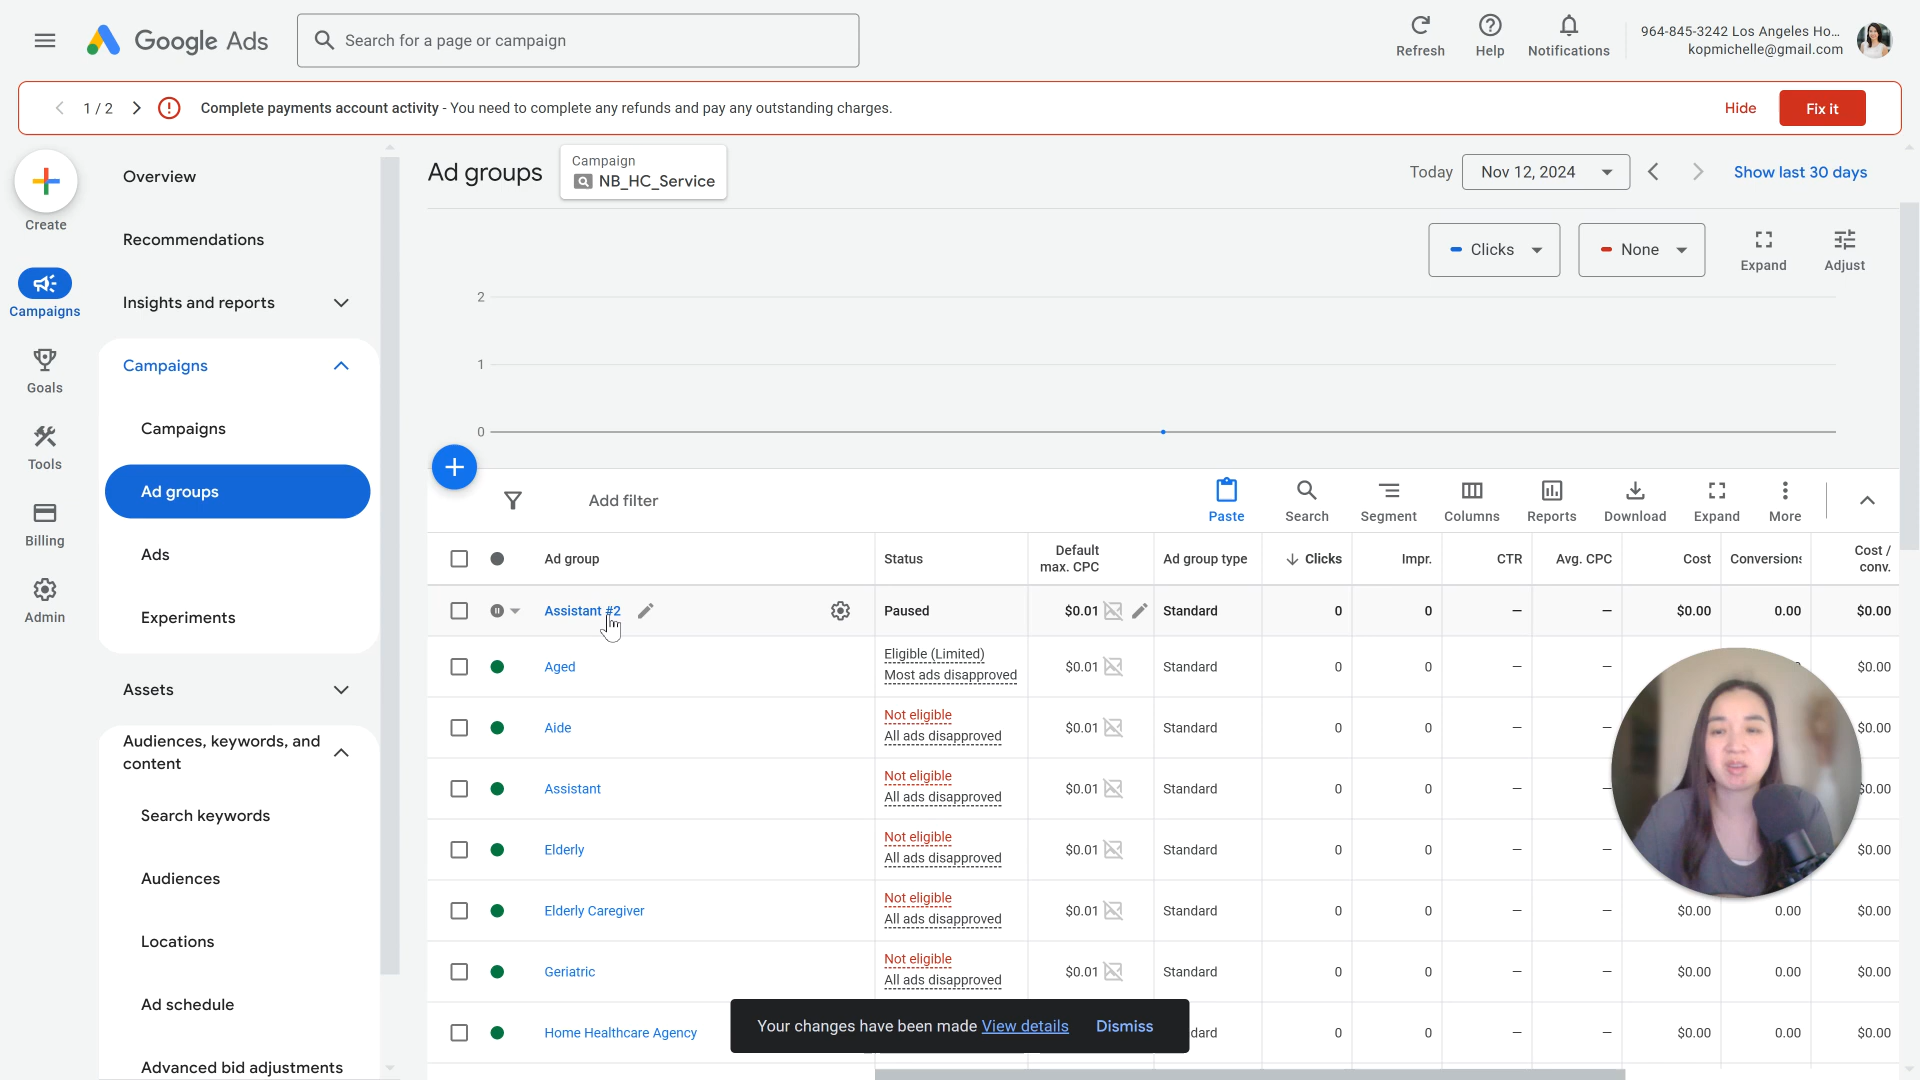 Google Ads
Search for a page or campaign
Refresh
Help
Notifications
964-845-3242 Los Angeles Ho...
kopmichelle@gmail.com
1 / 2
Complete payments account activity - You need to complete any refunds and pay any outstanding charges.
Hide
Fix it
Create
Campaigns
Goals
Tools
Billing
Admin
Overview
Recommendations
Insights and reports
Campaigns
Campaigns
Ad groups
Ads
Experiments
Assets
Audiences, keywords, and
content
Search keywords
Audiences
Locations
Ad schedule
Advanced bid adjustments
Ad groups
Campaign
NB_HC_Service
Today
Nov 12, 2024
Show last 30 days
Clicks
None
Expand
Adjust
2
1
0
Add filter
Paste
Search
Segment
Columns
Reports
Download
Expand
More
Ad group Status Default max. CPC Ad group type Clicks Impr. CTR Avg. CPC Cost Conversions Cost / conv.
Assistant #2 Paused $0.01 Standard 0 0 — — $0.00 0.00 $0.00
Aged Eligible (Limited) Most ads disapproved $0.01 Standard 0 0 — — $0.00
Aide Not eligible All ads disapproved $0.01 Standard 0 0 — — $0.00
Assistant Not eligible All ads disapproved $0.01 Standard 0 0 — — $0.00
Elderly Not eligible All ads disapproved $0.01 Standard 0 0 — — $0.00
Elderly Caregiver Not eligible All ads disapproved $0.01 Standard 0 0 — — $0.00 0.00 $0.00
Geriatric Not eligible All ads disapproved $0.01 Standard 0 0 — — $0.00 0.00 $0.00
Home Healthcare Agency dard 0 0 — — $0.00 0.00 $0.00
Your changes have been made View details Dismiss